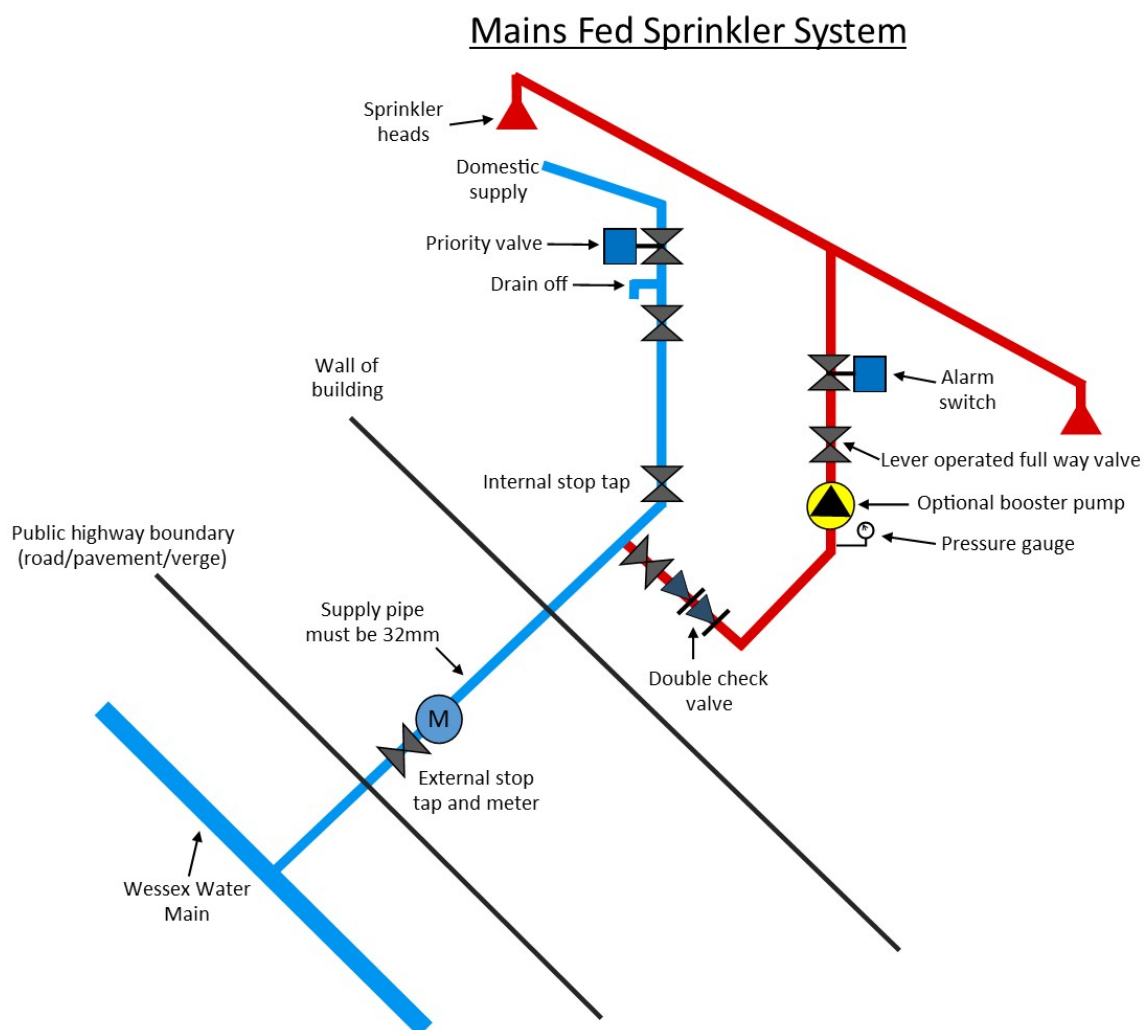 Mains Fed Sprinkler System
Sprinkler
heads
Domestic
supply
Priority valve
Drain off
Wall of
building
Alarm
switch
Lever operated full way valve
Internal stop tap
Optional booster pump
Public highway boundary
(road/pavement/verge)
Pressure gauge
Supply pipe
must be 32mm
Double check
valve
M
External stop
tap and meter
Wessex Water
Main